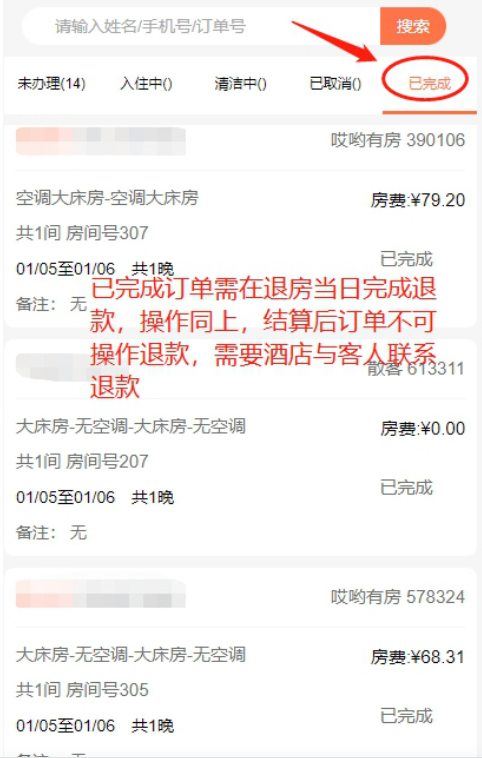 请输入姓名/手机号/订单号 搜索
未办理(14) 入住中() 清洁中() 已取消() 已完成
哎哟有房 390106
空调大床房-空调大床房 房费:¥79.20
共1间 房间号307
已完成
01/05至01/06 共1晚
备注: 无
已完成订单需在退房当日完成退
款，操作同上，结算后订单不可
操作退款，需要酒店与客人联系
退款
散客 613311
大床房-无空调-大床房-无空调 房费:¥0.00
共1间 房间号207
已完成
01/05至01/06 共1晚
备注: 无
哎哟有房 578324
大床房-无空调-大床房-无空调 房费:¥68.31
共1间 房间号305
已完成
01/05至01/06 共1晚